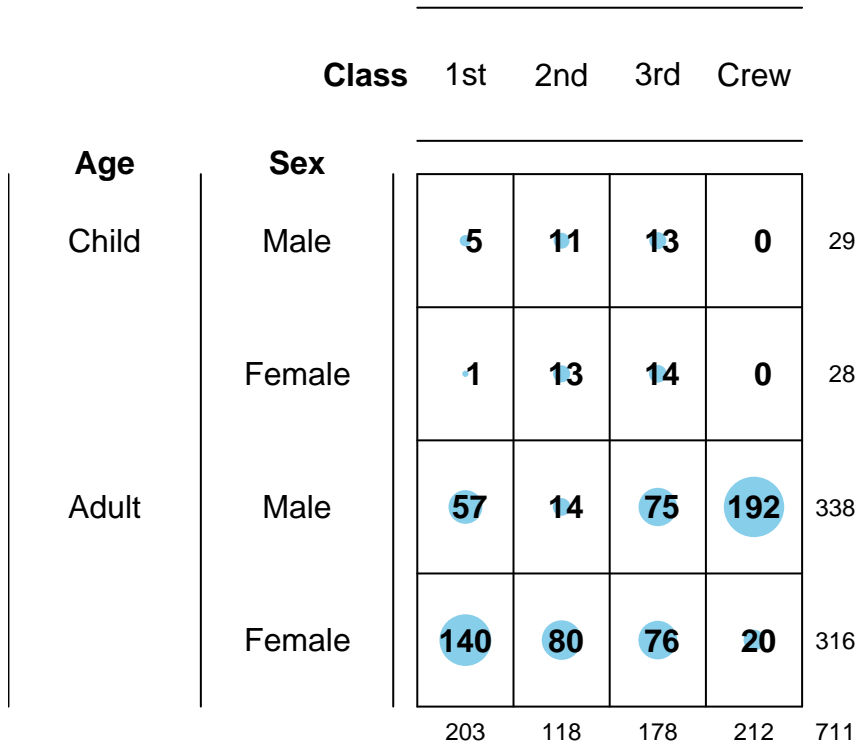 Class 1st 2nd 3rd Crew
Age Sex
Child Male 5 11 13 0 29
Female 1 13 14 0 28
Adult Male 57 14 75 192 338
Female 140 80 76 20 316
203 118 178 212 711